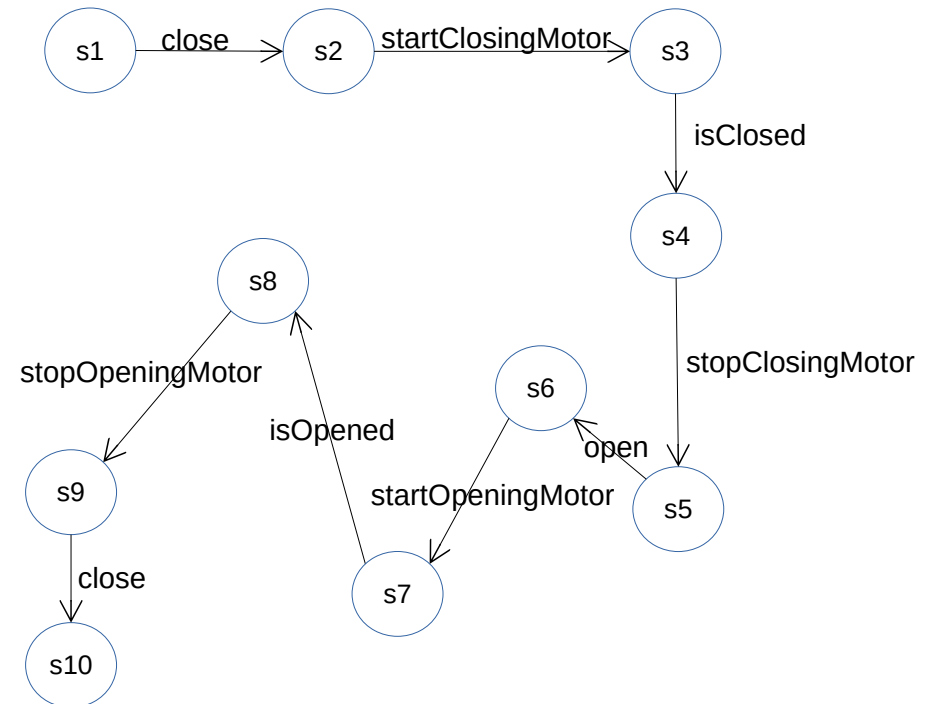 s1
close
s2
startClosingMotor
s3
isClosed
s4
stopClosingMotor
s5
open
s6
startOpeningMotor
s7
isOpened
s8
stopOpeningMotor
s9
close
s10